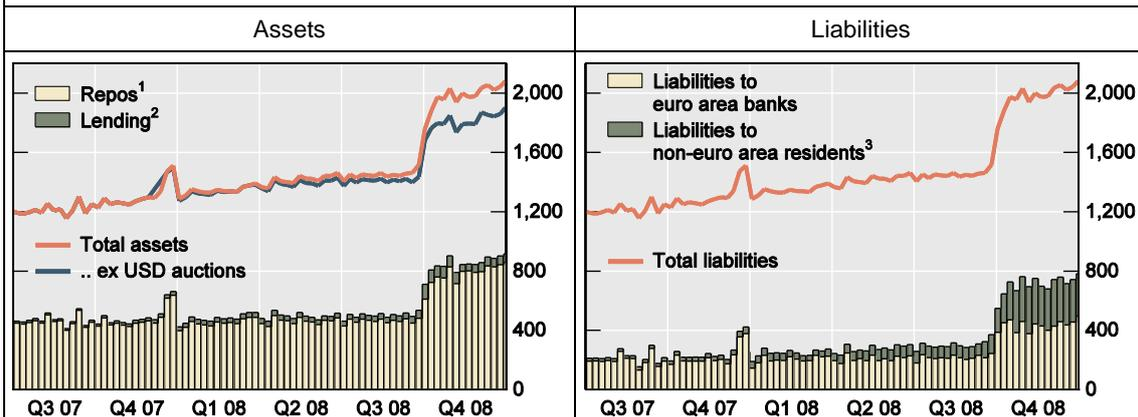 Assets
Repos¹
Lending²
Total assets
.. ex USD auctions
2,000
1,600
1,200
800
400
0
Q3 07 Q4 07 Q1 08 Q2 08 Q3 08 Q4 08
Liabilities
Liabilities to
euro area banks
Liabilities to
non-euro area residents³
Total liabilities
2,000
1,600
1,200
800
400
0
Q3 07 Q4 07 Q1 08 Q2 08 Q3 08 Q4 08